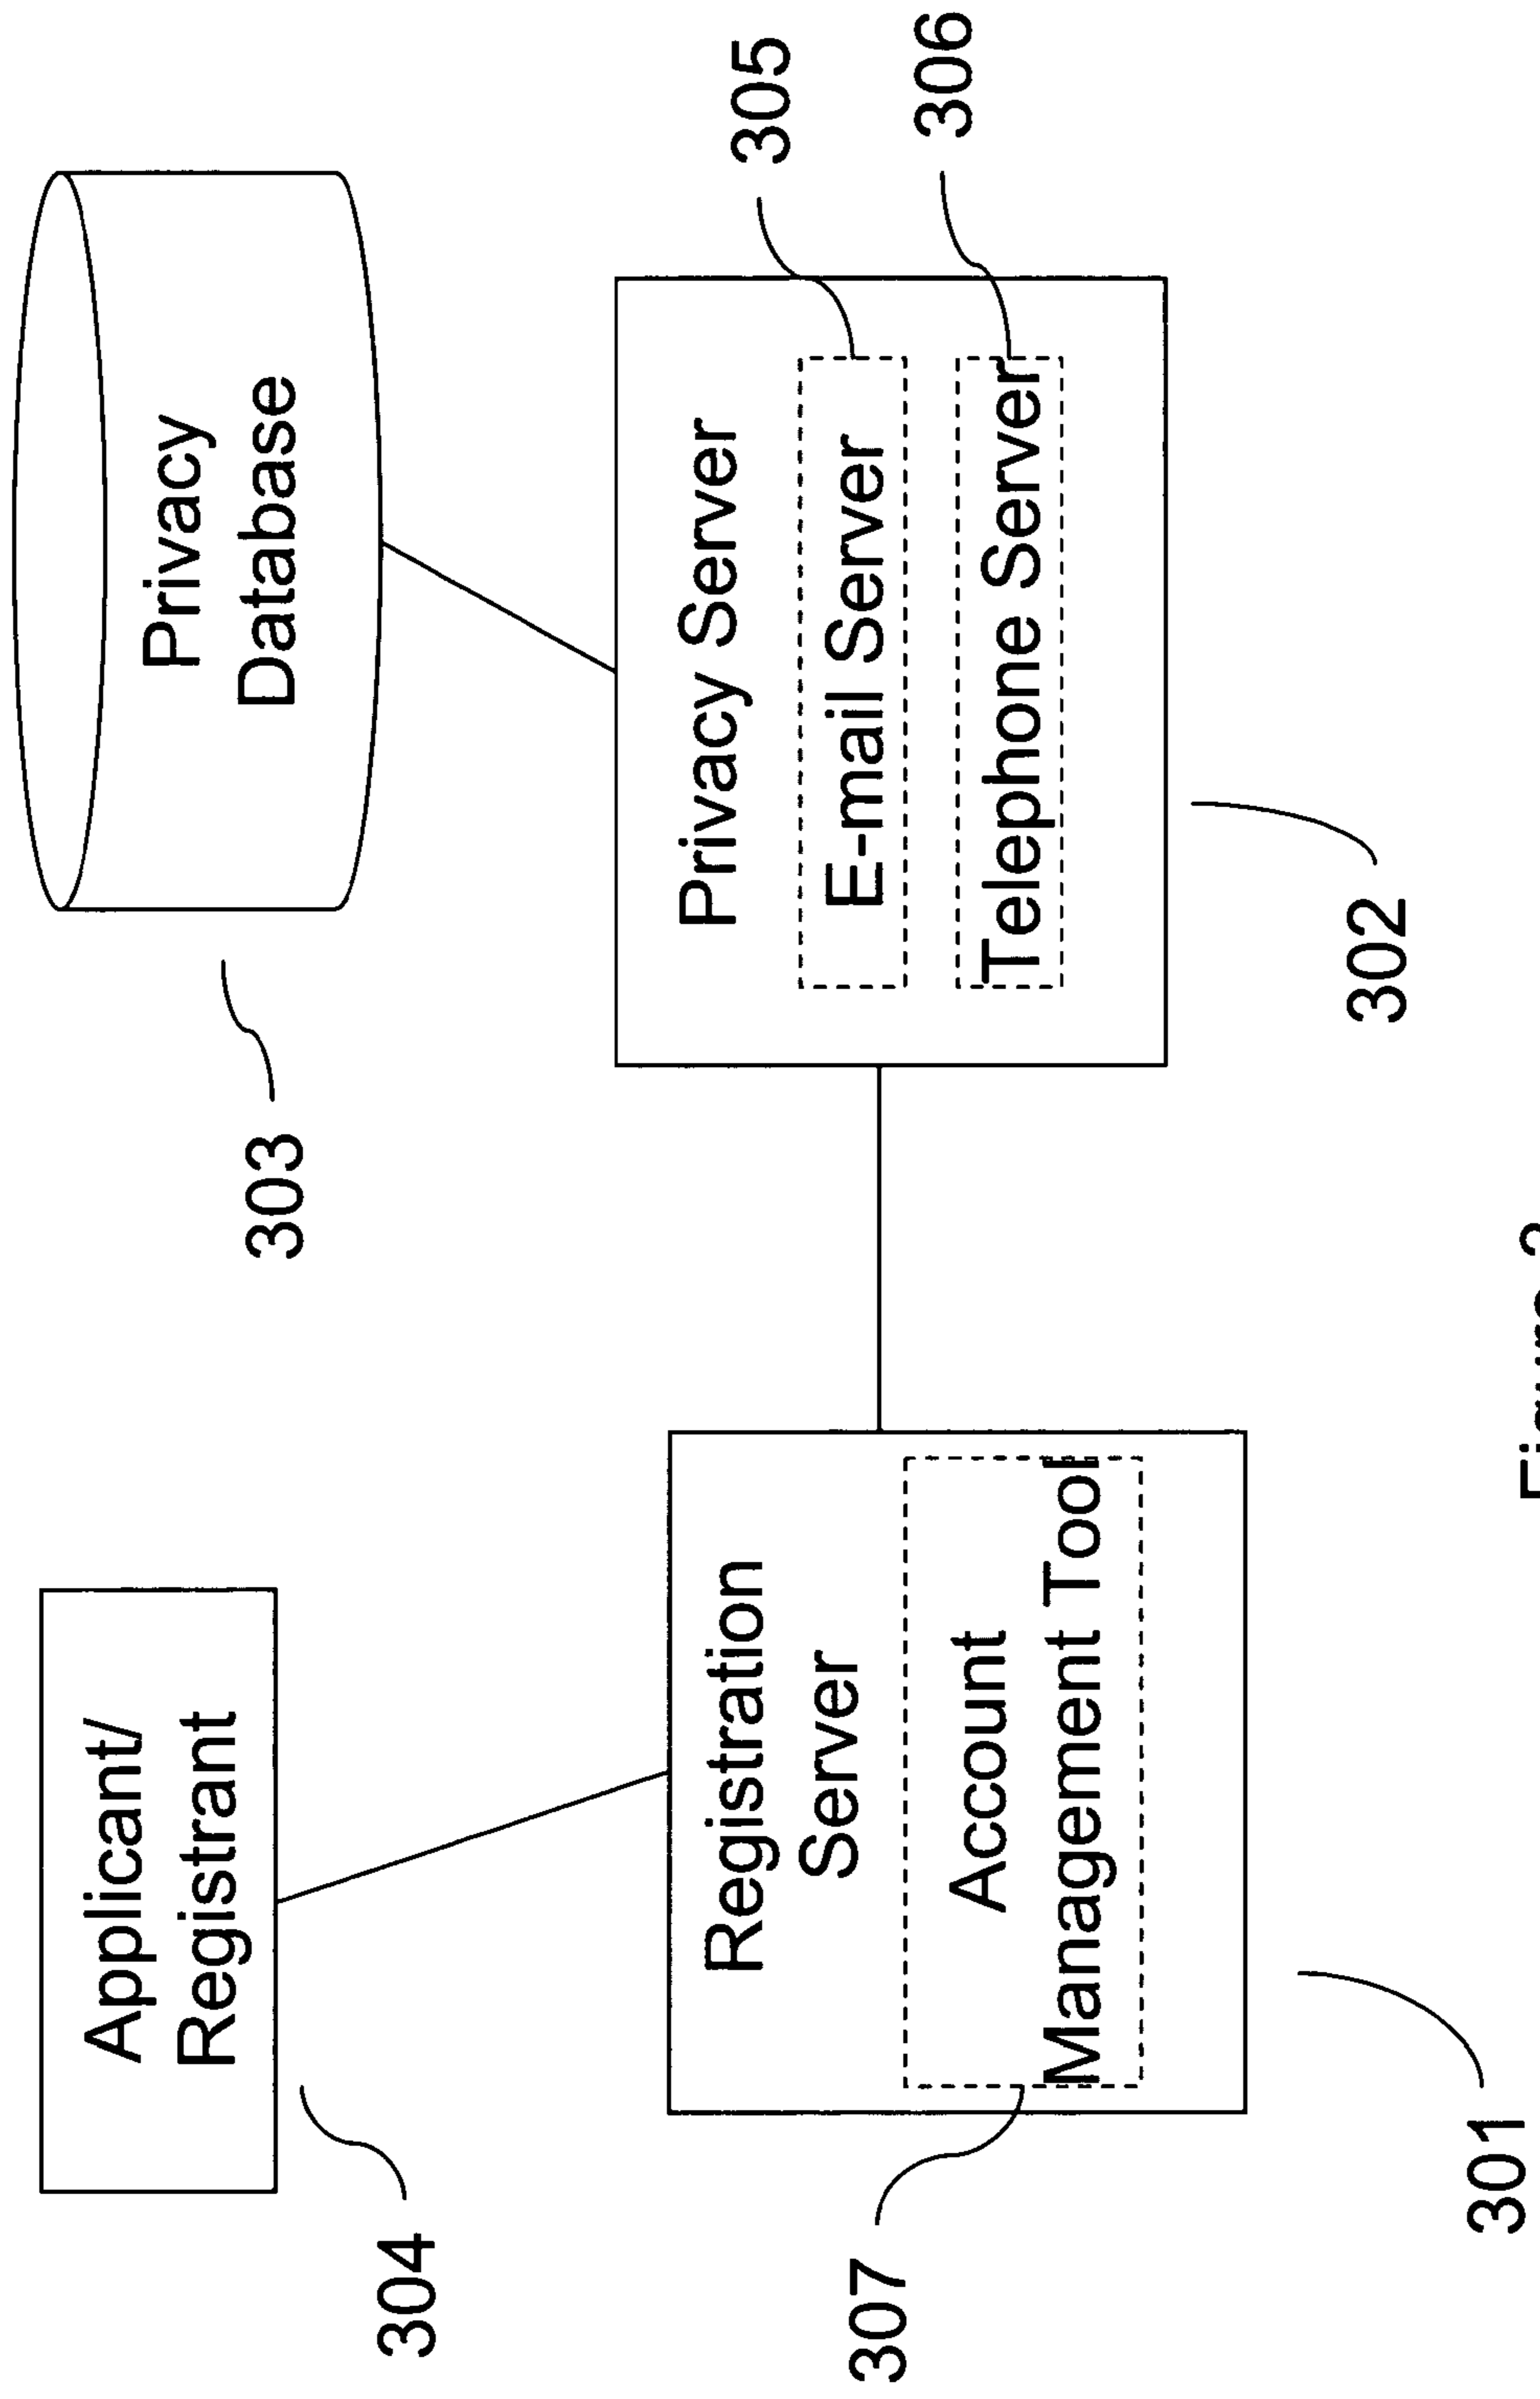 Applicant/
Registrant
304
Privacy
Database
303
Registration
Server
Account
Management Tool
307
301
Privacy Server
E-mail Server
Telephone Server
305
306
302
Figure